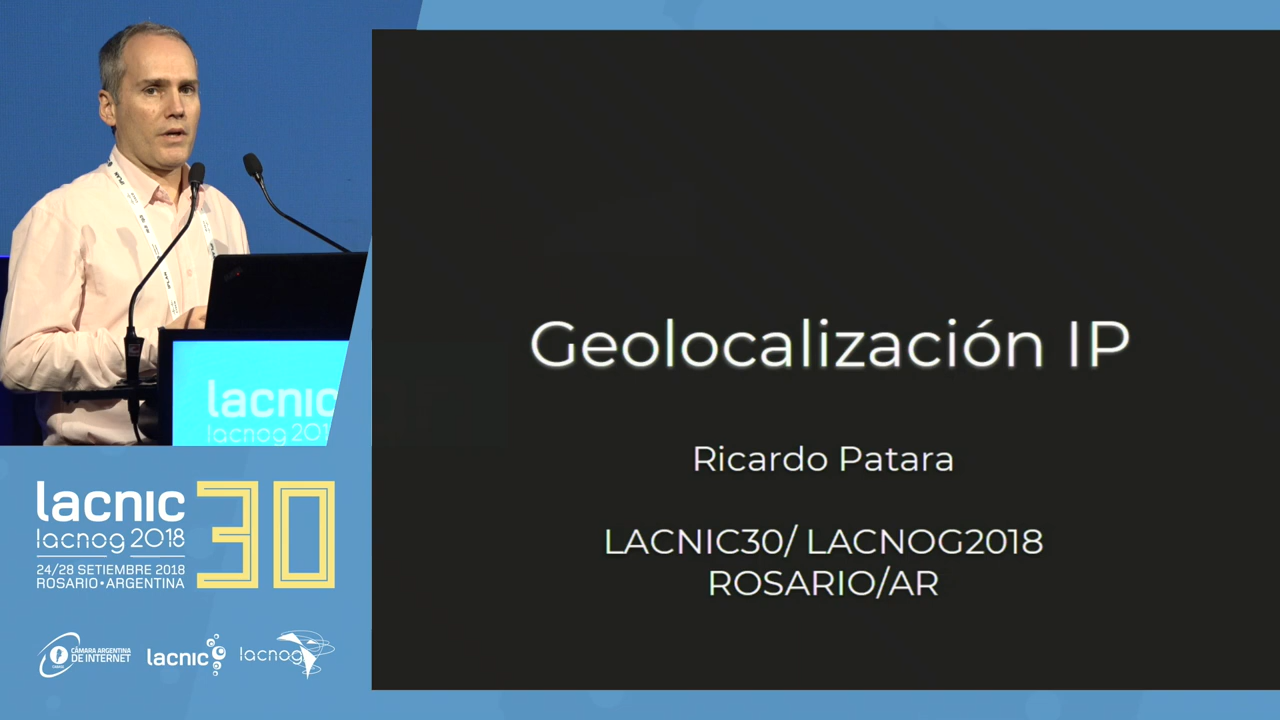 Geolocalización IP
Ricardo Patara
LACNIC30/ LACNOG2018
ROSARIO/AR
lacnic
lacnog 201
lacnic 30
lacnog 2018
24/28 SETIEMBRE 2018
ROSARIO•ARGENTINA
CÁMARA ARGENTINA
DE INTERNET
lacnic
lacnog